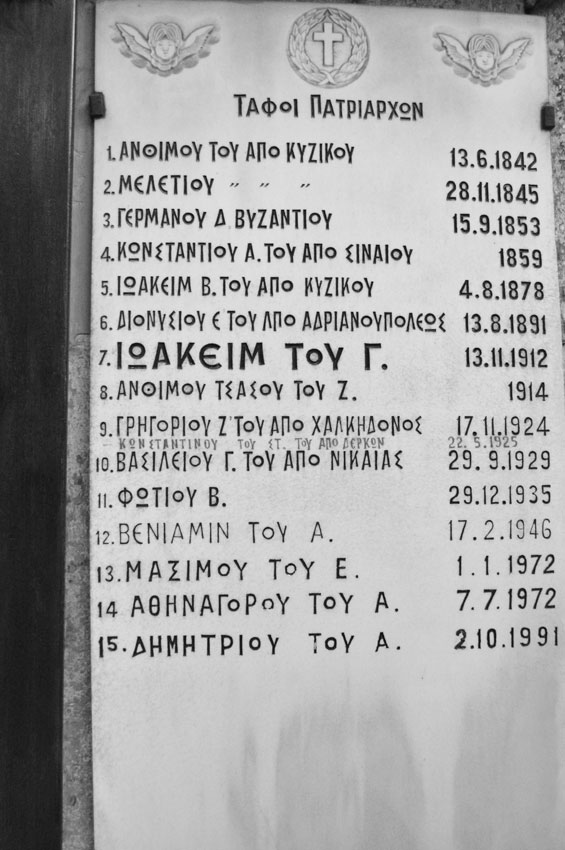 ΤΑΦΟΙ ΠΑΤΡΙΑΡΧΩΝ
1. ΑΝΘΙΜΟΥ ΤΟΥ ΑΠΟ ΚΥΖΙΚΟΥ 13.6.1842
2. ΜΕΛΕΤΙΟΥ " " " 28.11.1845
3. ΓΕΡΜΑΝΟΥ Δ ΒΥΖΑΝΤΙΟΥ 15.9.1853
4. ΚΩΝΣΤΑΝΤΙΟΥ Α. ΤΟΥ ΑΠΟ ΣΙΝΑΙΟΥ 1859
5. ΙΩΑΚΕΙΜ Β. ΤΟΥ ΑΠΟ ΚΥΖΙΚΟΥ 4.8.1878
6. ΔΙΟΝΥΣΙΟΥ Ε ΤΟΥ ΛΠΟ ΑΔΡΙΑΝΟΥΠΟΛΕΩΣ 13.8.1891
7. ΙΩΑΚΕΙΜ ΤΟΥ Γ. 13.11.1912
8. ΑΝΘΙΜΟΥ ΤΣΑΣΟΥ ΤΟΥ Ζ. 1914
9. ΓΡΗΓΟΡΙΟΥ Ζ' ΤΟΥ ΑΠΟ ΧΑΛΚΗΔΟΝΟΣ 17.11.1924
— ΚΩΝΣΤΑΝΤΙΝΟΥ ΤΟΥ ΣΤ. ΤΟΥ ΑΠΟ ΔΕΡΚΩΝ 22.5.1925
10. ΒΑΣΙΛΕΙΟΥ Γ. ΤΟΥ ΑΠΟ ΝΙΚΑΙΑΣ 29.9.1929
11. ΦΩΤΙΟΥ Β. 29.12.1935
12. ΒΕΝΙΑΜΙΝ ΤΟΥ Α. 17.2.1946
13. ΜΑΞΙΜΟΥ ΤΟΥ Ε. 1.1.1972
14 ΑΘΗΝΑΓΟΡΟΥ ΤΟΥ Α. 7.7.1972
15. ΔΗΜΗΤΡΙΟΥ ΤΟΥ Α. 2.10.1991